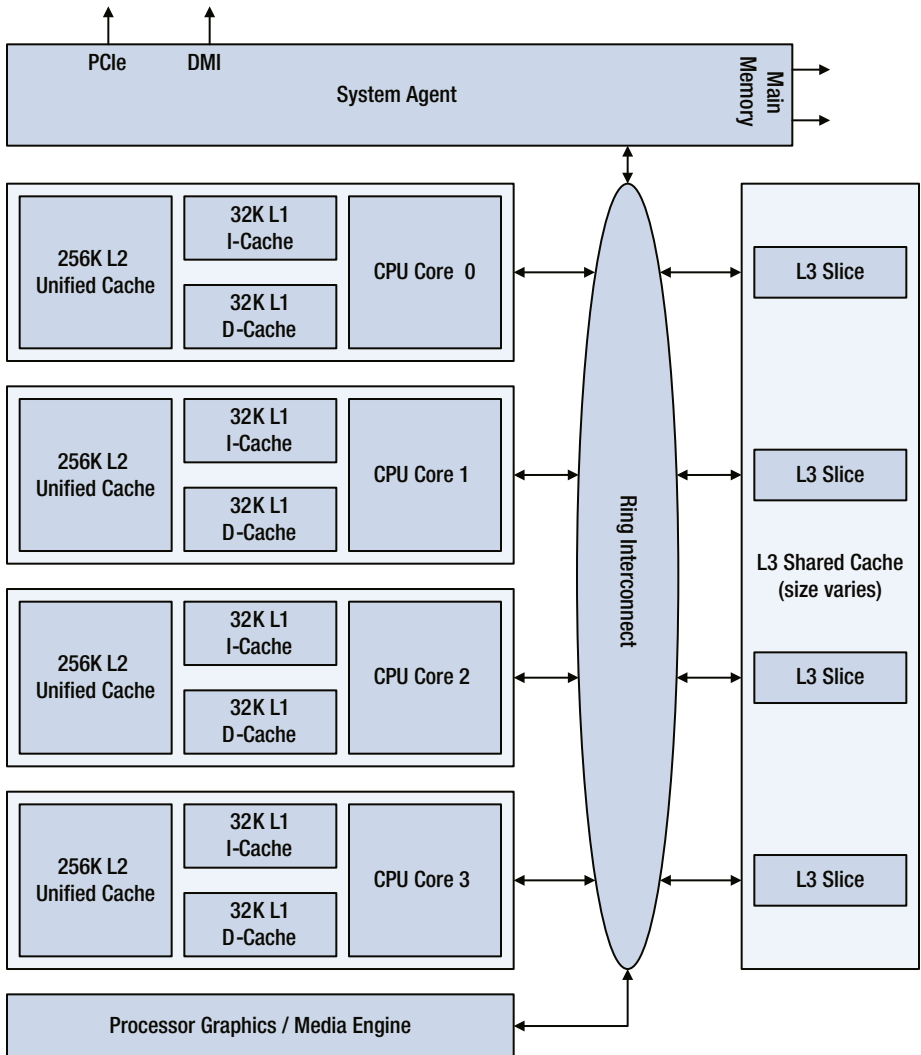 PCIe
DMI
System Agent
Main
Memory
256K L2
Unified Cache
32K L1
I-Cache
32K L1
D-Cache
CPU Core 0
L3 Slice
256K L2
Unified Cache
32K L1
I-Cache
32K L1
D-Cache
CPU Core 1
L3 Slice
Ring Interconnect
L3 Shared Cache
(size varies)
256K L2
Unified Cache
32K L1
I-Cache
32K L1
D-Cache
CPU Core 2
L3 Slice
256K L2
Unified Cache
32K L1
I-Cache
32K L1
D-Cache
CPU Core 3
L3 Slice
Processor Graphics / Media Engine